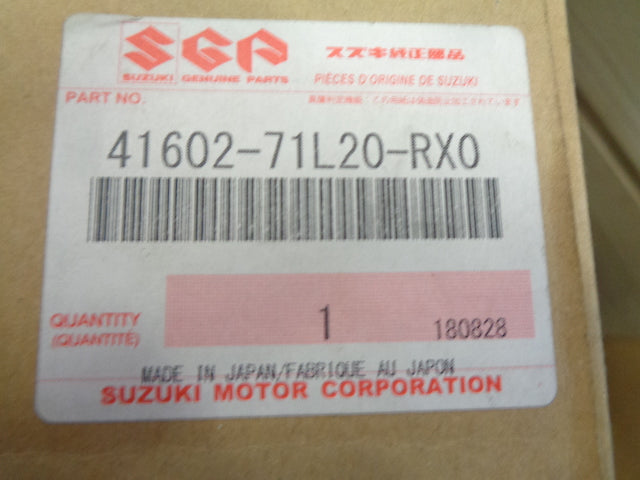 SGP スズキ純正部品
SUZUKI GENUINE PARTS PIÈCES D'ORIGINE DE SUZUKI
PART NO.
41602-71L20-RX0
QUANTITY
(QUANTITÉ)
1 180828
MADE IN JAPAN/FABRIQUE AU JAPON
SUZUKI MOTOR CORPORATION